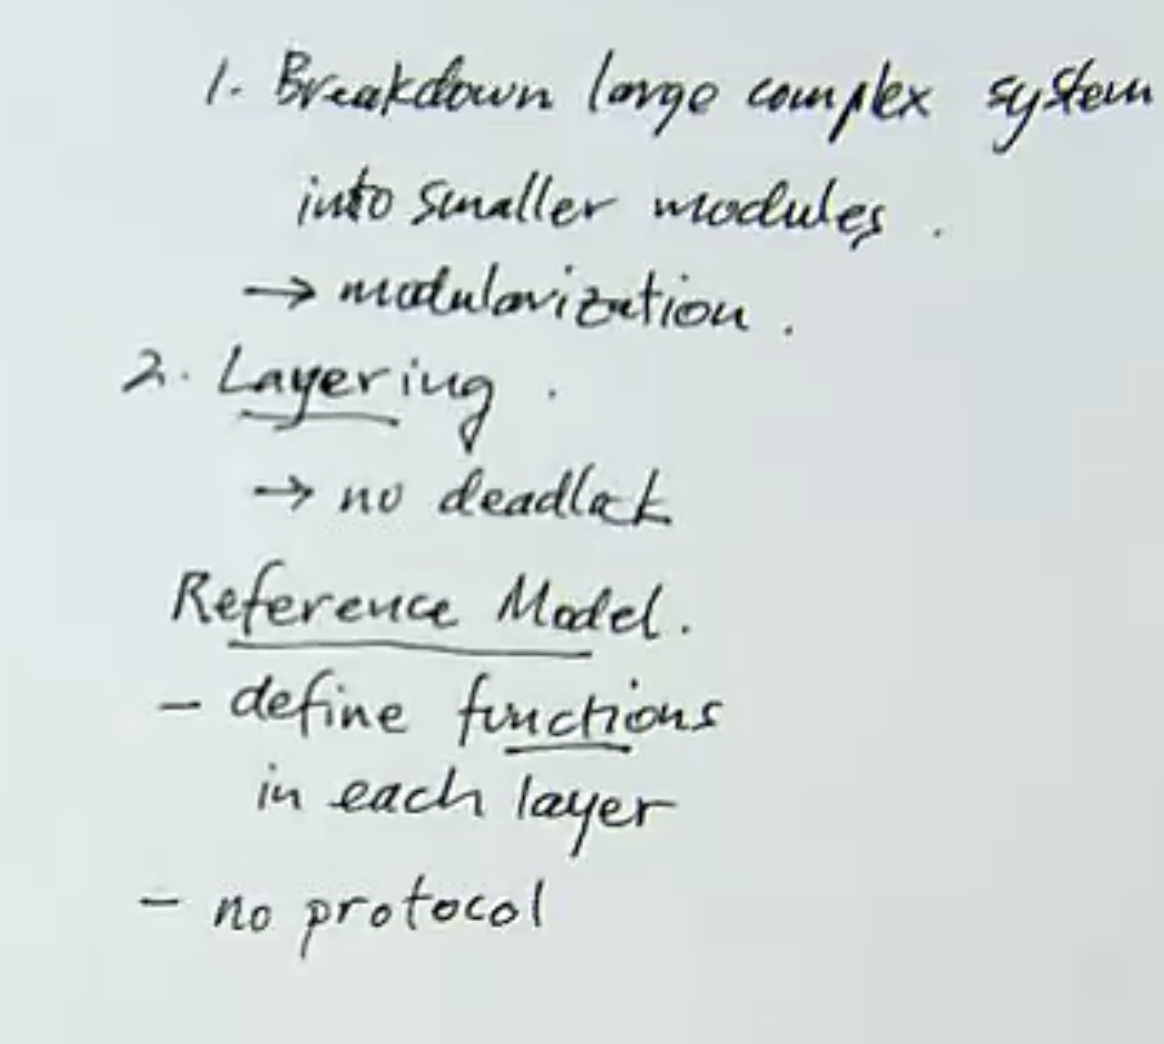 1. Breakdown large complex system
into smaller modules.
→ modularization.
2. Layering.
→ no deadlock
Reference Model.
- define functions
in each layer
- no protocol